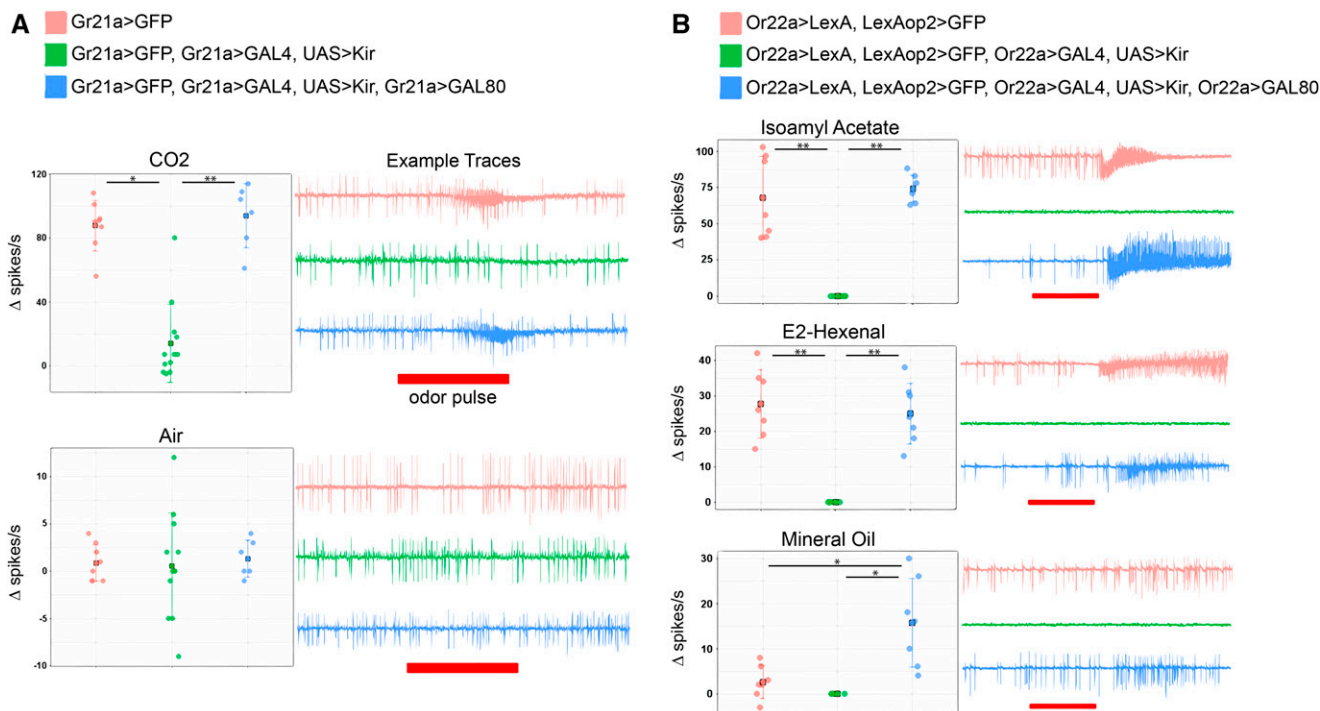 A
Gr21a>GFP
Gr21a>GFP, Gr21a>GAL4, UAS>Kir
Gr21a>GFP, Gr21a>GAL4, UAS>Kir, Gr21a>GAL80
CO2
Example Traces
* **
Δ spikes/s
120
80
40
0
odor pulse
Air
Δ spikes/s
10
5
0
-5
-10
B
Or22a>LexA, LexAop2>GFP
Or22a>LexA, LexAop2>GFP, Or22a>GAL4, UAS>Kir
Or22a>LexA, LexAop2>GFP, Or22a>GAL4, UAS>Kir, Or22a>GAL80
Isoamyl Acetate
** **
Δ spikes/s
100
75
50
25
0
E2-Hexenal
** **
Δ spikes/s
40
30
20
10
0
Mineral Oil
*
*
Δ spikes/s
30
20
10
0